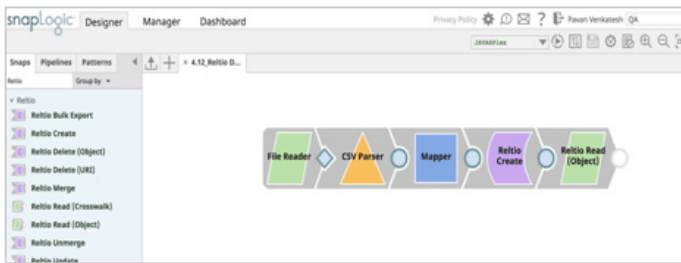 snapLogic Designer Manager Dashboard Privacy Policy ? Pavan Venkatesh QA
Snaps Pipelines Patterns × 4.12_Reltio D...
Reltio Group by
Reltio
Reltio Bulk Export
Reltio Create
Reltio Delete (Object)
Reltio Delete (URI)
Reltio Merge
Reltio Read (Crosswalk)
Reltio Read (Object)
Reltio Unmerge
Reltio Update
File Reader
CSV Parser
Mapper
Reltio
Create
Reltio Read
(Object)